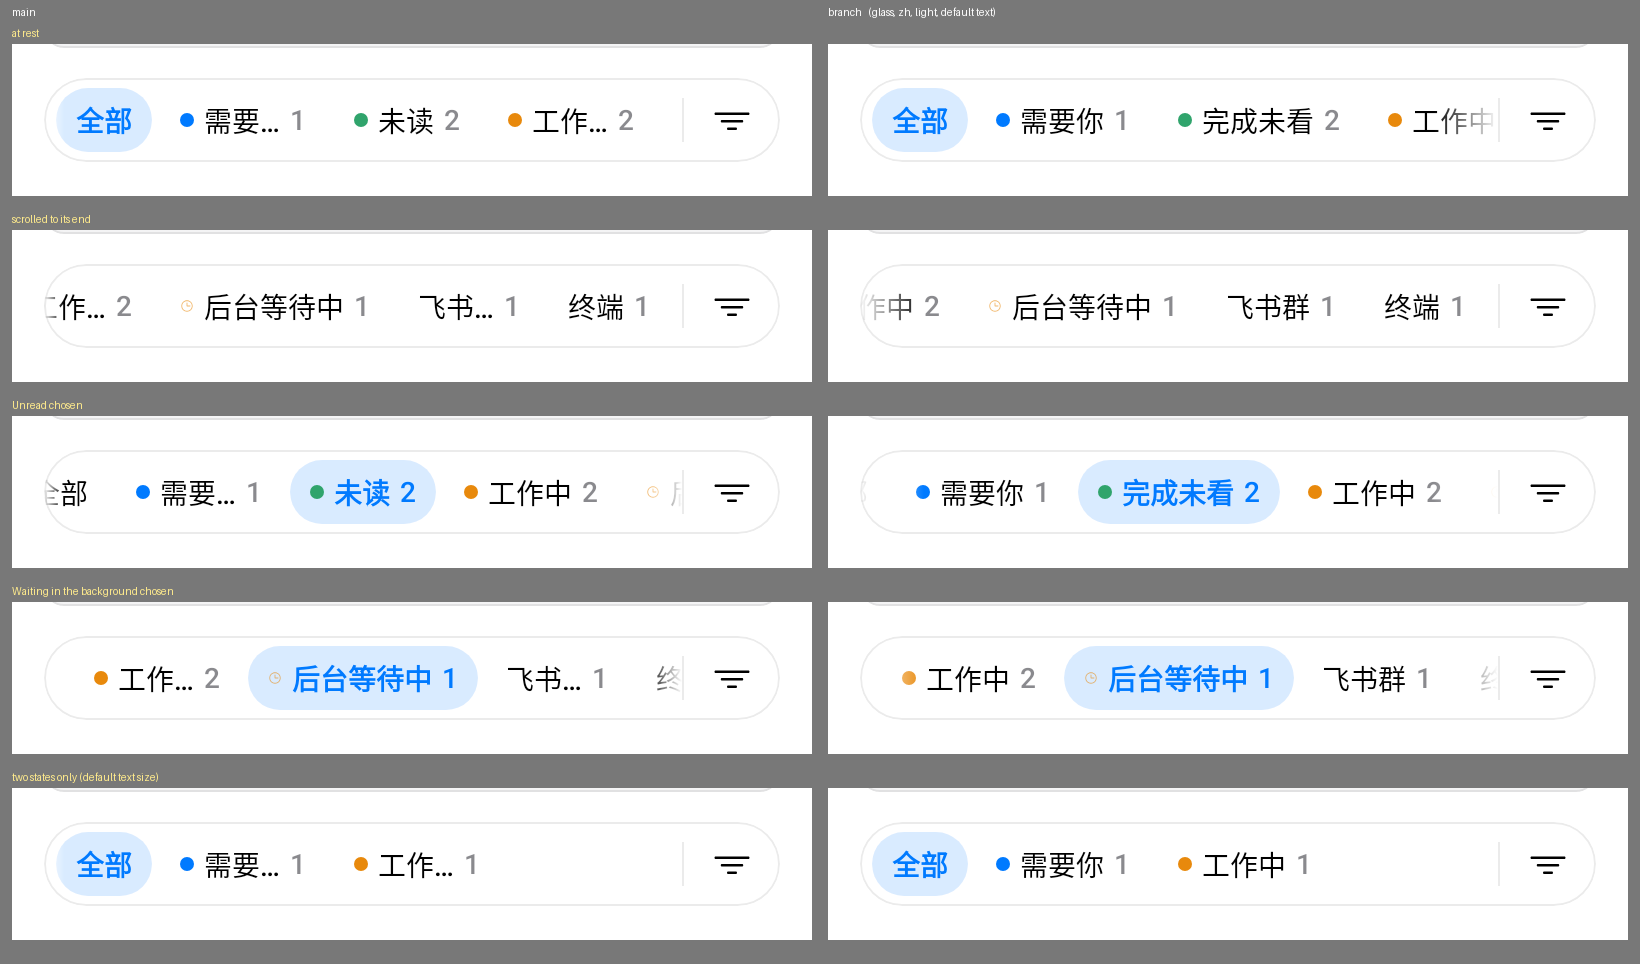 main
branch (glass, zh, light, default text)
at rest
全部 需要... 1 未读 2 工作... 2
全部 需要你 1 完成未看 2 工作中
scrolled to its end
工作... 2 后台等待中 1 飞书... 1 终端 1
作中 2 后台等待中 1 飞书群 1 终端 1
Unread chosen
全部 需要... 1 未读 2 工作中 2
需要你 1 完成未看 2 工作中 2
Waiting in the background chosen
工作... 2 后台等待中 1 飞书... 1 终
工作中 2 后台等待中 1 飞书群 1
two states only (default text size)
全部 需要... 1 工作... 1
全部 需要你 1 工作中 1